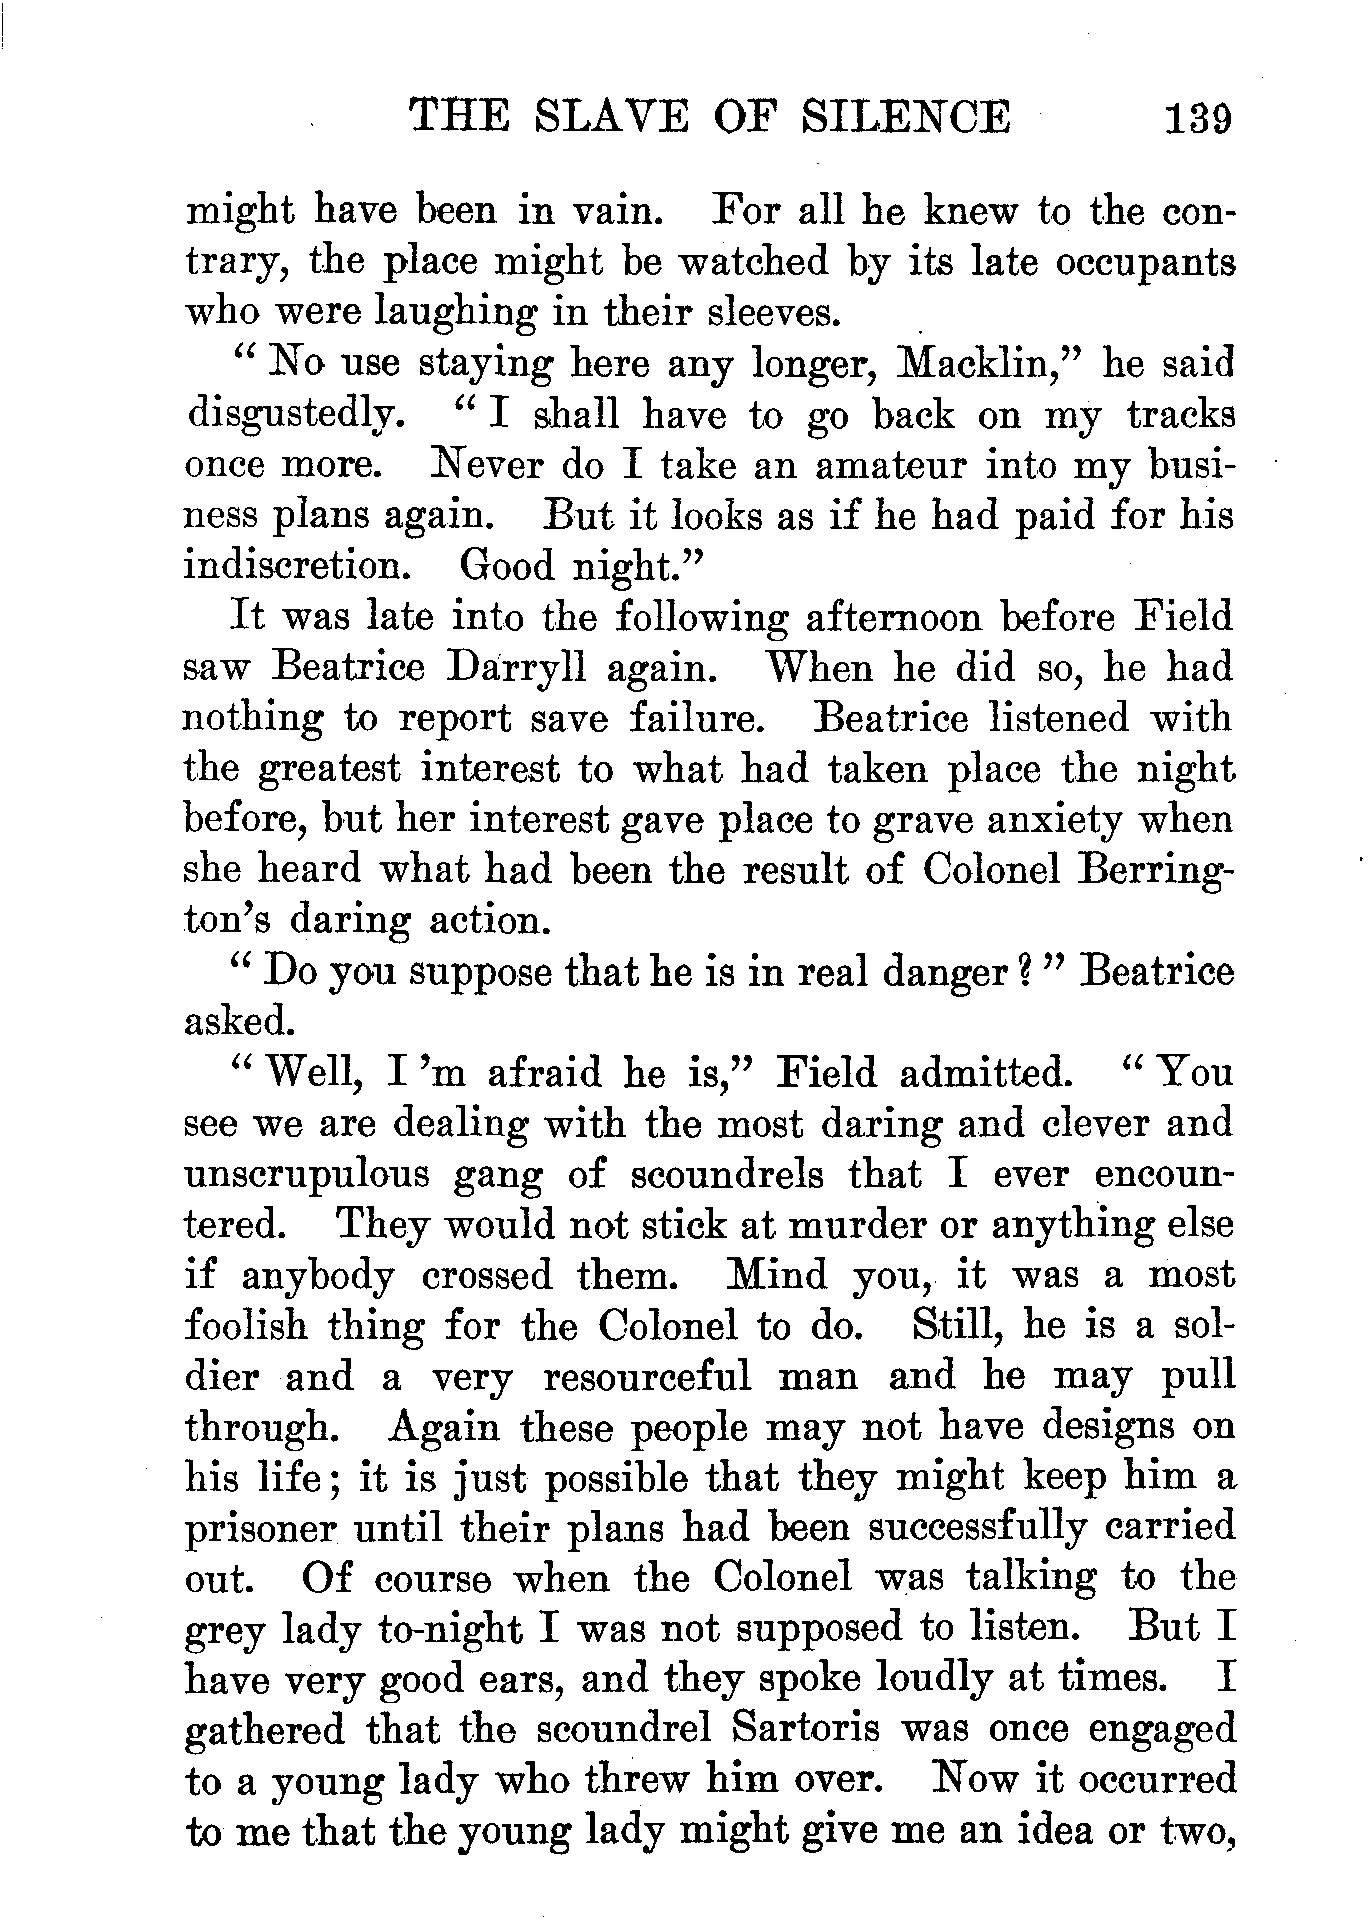 THE SLAVE OF SILENCE 139
might have been in vain. For all he knew to the con-
trary, the place might be watched by its late occupants
who were laughing in their sleeves.
“ No use staying here any longer, Macklin,” he said
disgustedly. “ I shall have to go back on my tracks
once more. Never do I take an amateur into my busi-
ness plans again. But it looks as if he had paid for his
indiscretion. Good night.”
It was late into the following afternoon before Field
saw Beatrice Darryll again. When he did so, he had
nothing to report save failure. Beatrice listened with
the greatest interest to what had taken place the night
before, but her interest gave place to grave anxiety when
she heard what had been the result of Colonel Berring-
ton’s daring action.
“ Do you suppose that he is in real danger ? ” Beatrice
asked.
“ Well, I ’m afraid he is,” Field admitted. “ You
see we are dealing with the most daring and clever and
unscrupulous gang of scoundrels that I ever encoun-
tered. They would not stick at murder or anything else
if anybody crossed them. Mind you, it was a most
foolish thing for the Colonel to do. Still, he is a sol-
dier and a very resourceful man and he may pull
through. Again these people may not have designs on
his life; it is just possible that they might keep him a
prisoner until their plans had been successfully carried
out. Of course when the Colonel was talking to the
grey lady to-night I was not supposed to listen. But I
have very good ears, and they spoke loudly at times. I
gathered that the scoundrel Sartoris was once engaged
to a young lady who threw him over. Now it occurred
to me that the young lady might give me an idea or two,